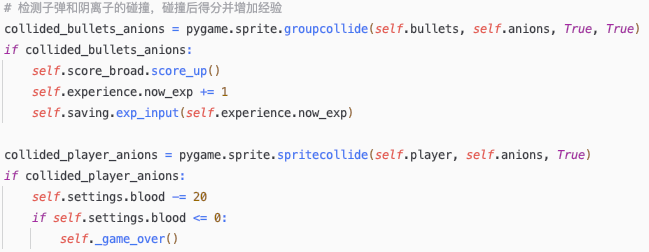 # 检测子弹和阴离子的碰撞，碰撞后得分并增加经验
collided_bullets_anions = pygame.sprite.groupcollide(self.bullets, self.anions, True, True)
if collided_bullets_anions:
    self.score_broad.score_up()
    self.experience.now_exp += 1
    self.saving.exp_input(self.experience.now_exp)

collided_player_anions = pygame.sprite.spritecollide(self.player, self.anions, True)
if collided_player_anions:
    self.settings.blood -= 20
    if self.settings.blood <= 0:
        self._game_over()